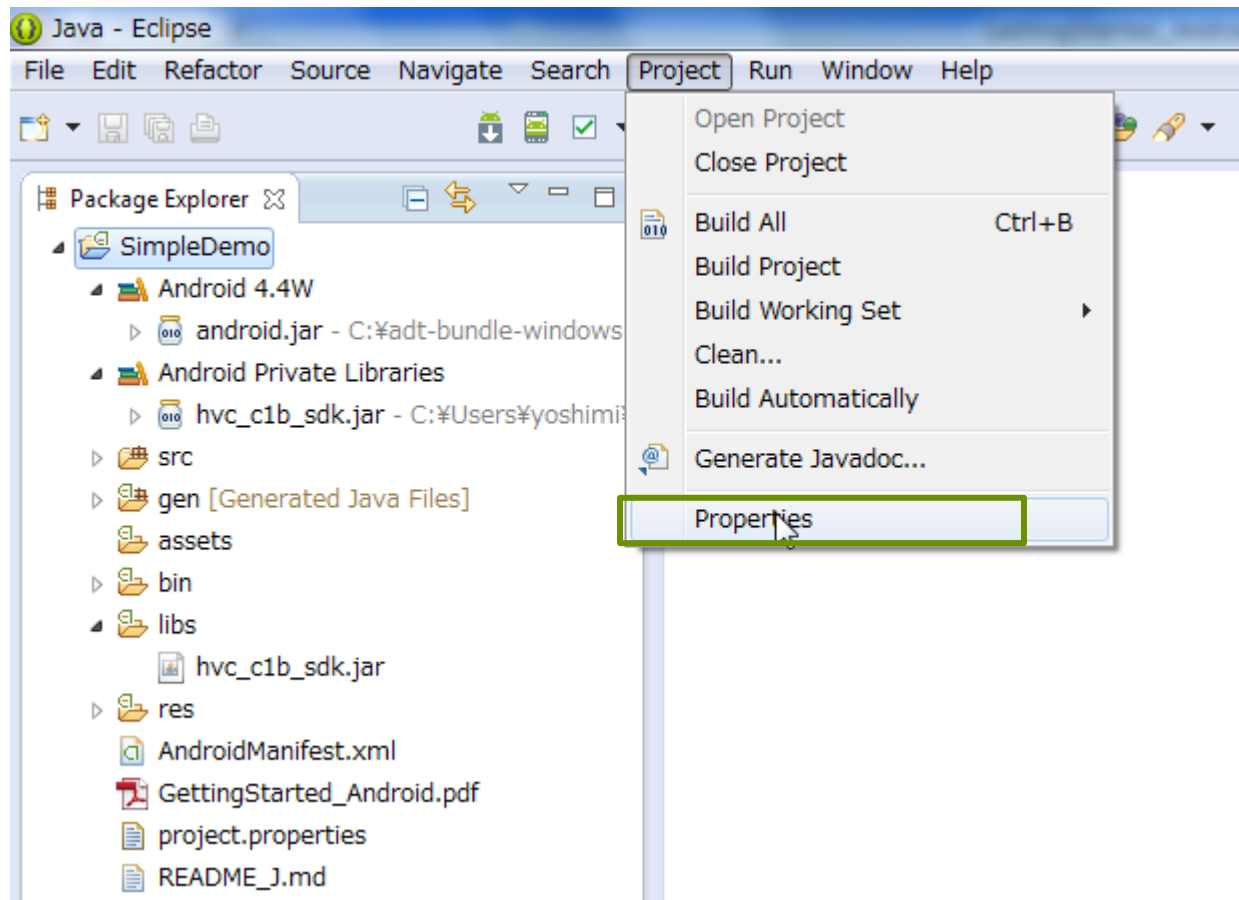 Java - Eclipse
File Edit Refactor Source Navigate Search Project Run Window Help
Package Explorer
SimpleDemo
Android 4.4W
android.jar - C:¥adt-bundle-windows
Android Private Libraries
hvc_c1b_sdk.jar - C:¥Users¥yoshimi
src
gen [Generated Java Files]
assets
bin
libs
hvc_c1b_sdk.jar
res
AndroidManifest.xml
GettingStarted_Android.pdf
project.properties
README_J.md
Open Project
Close Project
Build All Ctrl+B
Build Project
Build Working Set
Clean...
Build Automatically
Generate Javadoc...
Properties